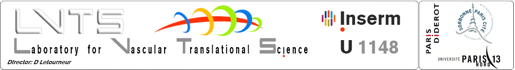 LVTS
Laboratory for Vascular Translational Science
Director: D Letourneur
Inserm
U 1148
PARIS DIDEROT
SORBONNE PARIS CITÉ
UNIVERSITÉ PARIS 13